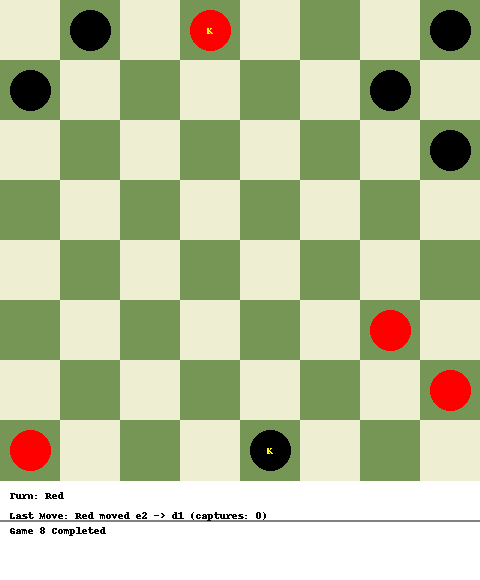 K
K
Turn: Red
Last Move: Red moved e2 -> d1 (captures: 0)
Game 8 Completed